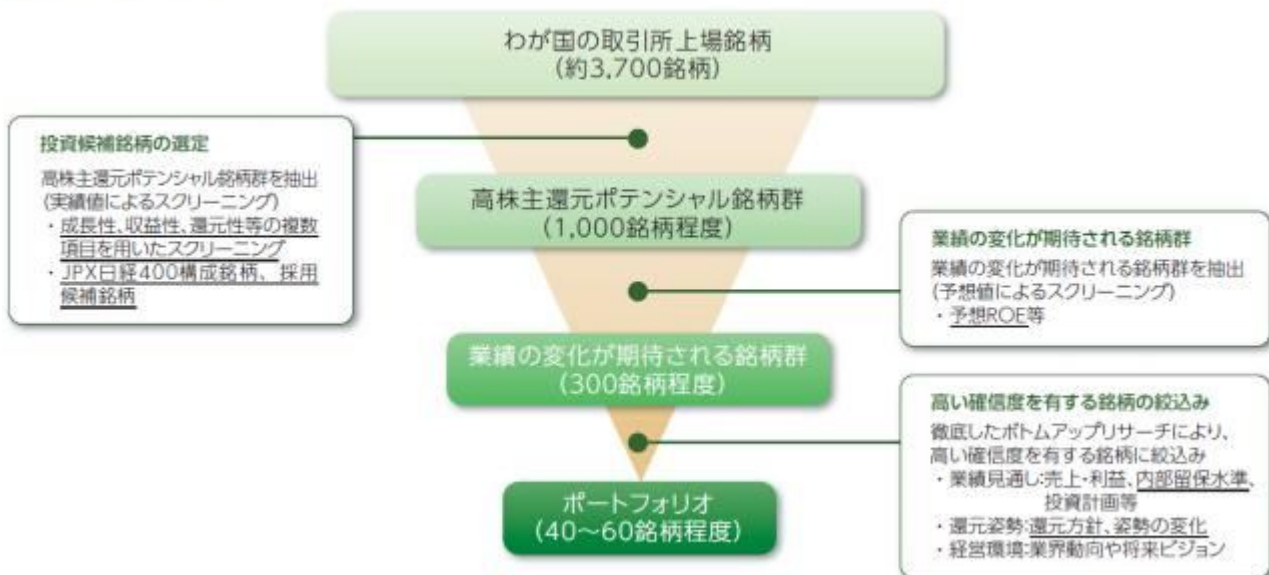 わが国の取引所上場銘柄
(約3,700銘柄)
投資候補銘柄の選定
高株主還元ポテンシャル銘柄群を抽出
(実績値によるスクリーニング)
・成長性、収益性、還元性等の複数
項目を用いたスクリーニング
・JPX日経400構成銘柄、採用
候補銘柄
高株主還元ポテンシャル銘柄群
(1,000銘柄程度)
業績の変化が期待される銘柄群
業績の変化が期待される銘柄群を抽出
(予想値によるスクリーニング)
・予想ROE等
業績の変化が期待される銘柄群
(300銘柄程度)
高い確信度を有する銘柄の絞込み
徹底したボトムアップリサーチにより、
高い確信度を有する銘柄に絞込み
・業績見通し:売上・利益、内部留保水準、
投資計画等
・還元姿勢:還元方針、姿勢の変化
・経営環境:業界動向や将来ビジョン
ポートフォリオ
(40〜60銘柄程度)